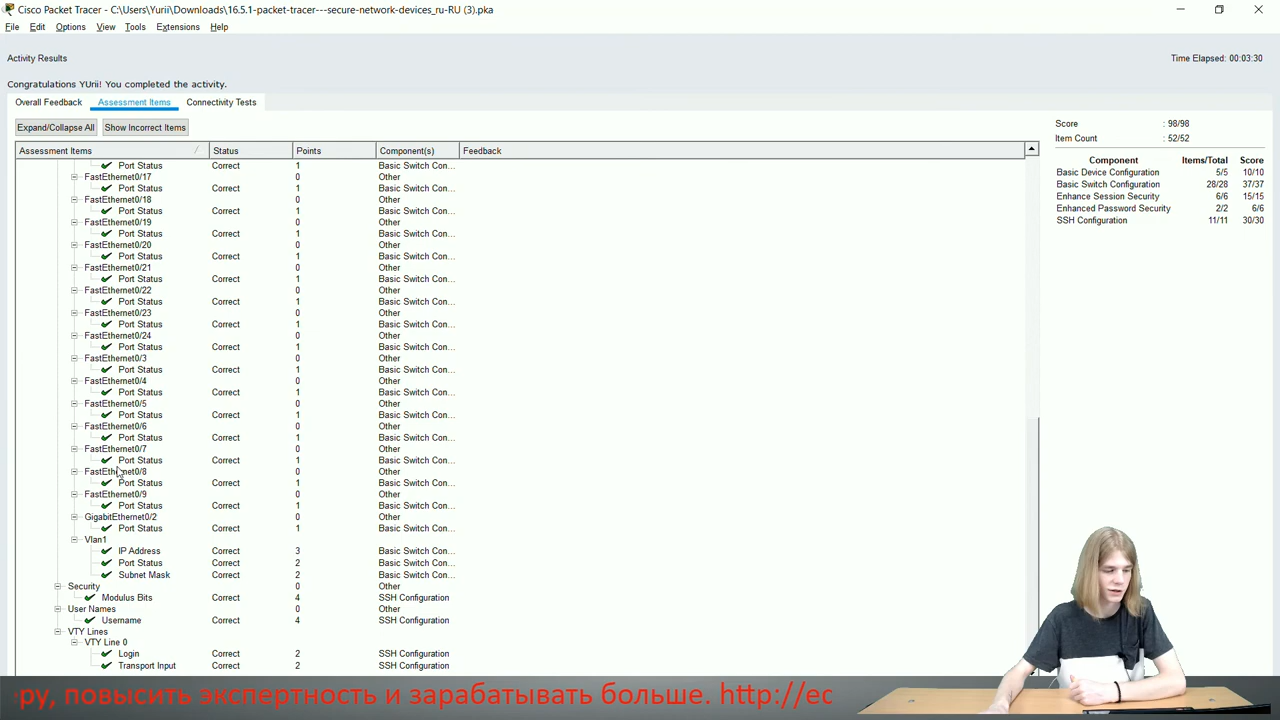 Cisco Packet Tracer - C:\Users\Yurii\Downloads\16.5.1-packet-tracer---secure-network-devices_ru-RU (3).pka
File Edit Options View Tools Extensions Help
Activity Results Time Elapsed: 00:03:30
Congratulations YUrii! You completed the activity.
Overall Feedback Assessment Items Connectivity Tests
Expand/Collapse All Show Incorrect Items
Assessment Items Status Points Component(s) Feedback
Port Status Correct 1 Basic Switch Con...
FastEthernet0/17 0 Other
Port Status Correct 1 Basic Switch Con...
FastEthernet0/18 0 Other
Port Status Correct 1 Basic Switch Con...
FastEthernet0/19 0 Other
Port Status Correct 1 Basic Switch Con...
FastEthernet0/20 0 Other
Port Status Correct 1 Basic Switch Con...
FastEthernet0/21 0 Other
Port Status Correct 1 Basic Switch Con...
FastEthernet0/22 0 Other
Port Status Correct 1 Basic Switch Con...
FastEthernet0/23 0 Other
Port Status Correct 1 Basic Switch Con...
FastEthernet0/24 0 Other
Port Status Correct 1 Basic Switch Con...
FastEthernet0/3 0 Other
Port Status Correct 1 Basic Switch Con...
FastEthernet0/4 0 Other
Port Status Correct 1 Basic Switch Con...
FastEthernet0/5 0 Other
Port Status Correct 1 Basic Switch Con...
FastEthernet0/6 0 Other
Port Status Correct 1 Basic Switch Con...
FastEthernet0/7 0 Other
Port Status Correct 1 Basic Switch Con...
FastEthernet0/8 0 Other
Port Status Correct 1 Basic Switch Con...
FastEthernet0/9 0 Other
Port Status Correct 1 Basic Switch Con...
GigabitEthernet0/2 0 Other
Port Status Correct 1 Basic Switch Con...
Vlan1 0 Other
IP Address Correct 3 Basic Switch Con...
Port Status Correct 2 Basic Switch Con...
Subnet Mask Correct 2 Basic Switch Con...
Security 0 Other
Modulus Bits Correct 4 SSH Configuration
User Names 0 Other
Username Correct 4 SSH Configuration
VTY Lines 0 Other
VTY Line 0 0 Other
Login Correct 2 SSH Configuration
Transport Input Correct 2 SSH Configuration
Score : 98/98
Item Count : 52/52
Component Items/Total Score
Basic Device Configuration 5/5 10/10
Basic Switch Configuration 28/28 37/37
Enhance Session Security 6/6 15/15
Enhanced Password Security 2/2 6/6
SSH Configuration 11/11 30/30
ру, повысить экспертность и зарабатывать больше. http://ec